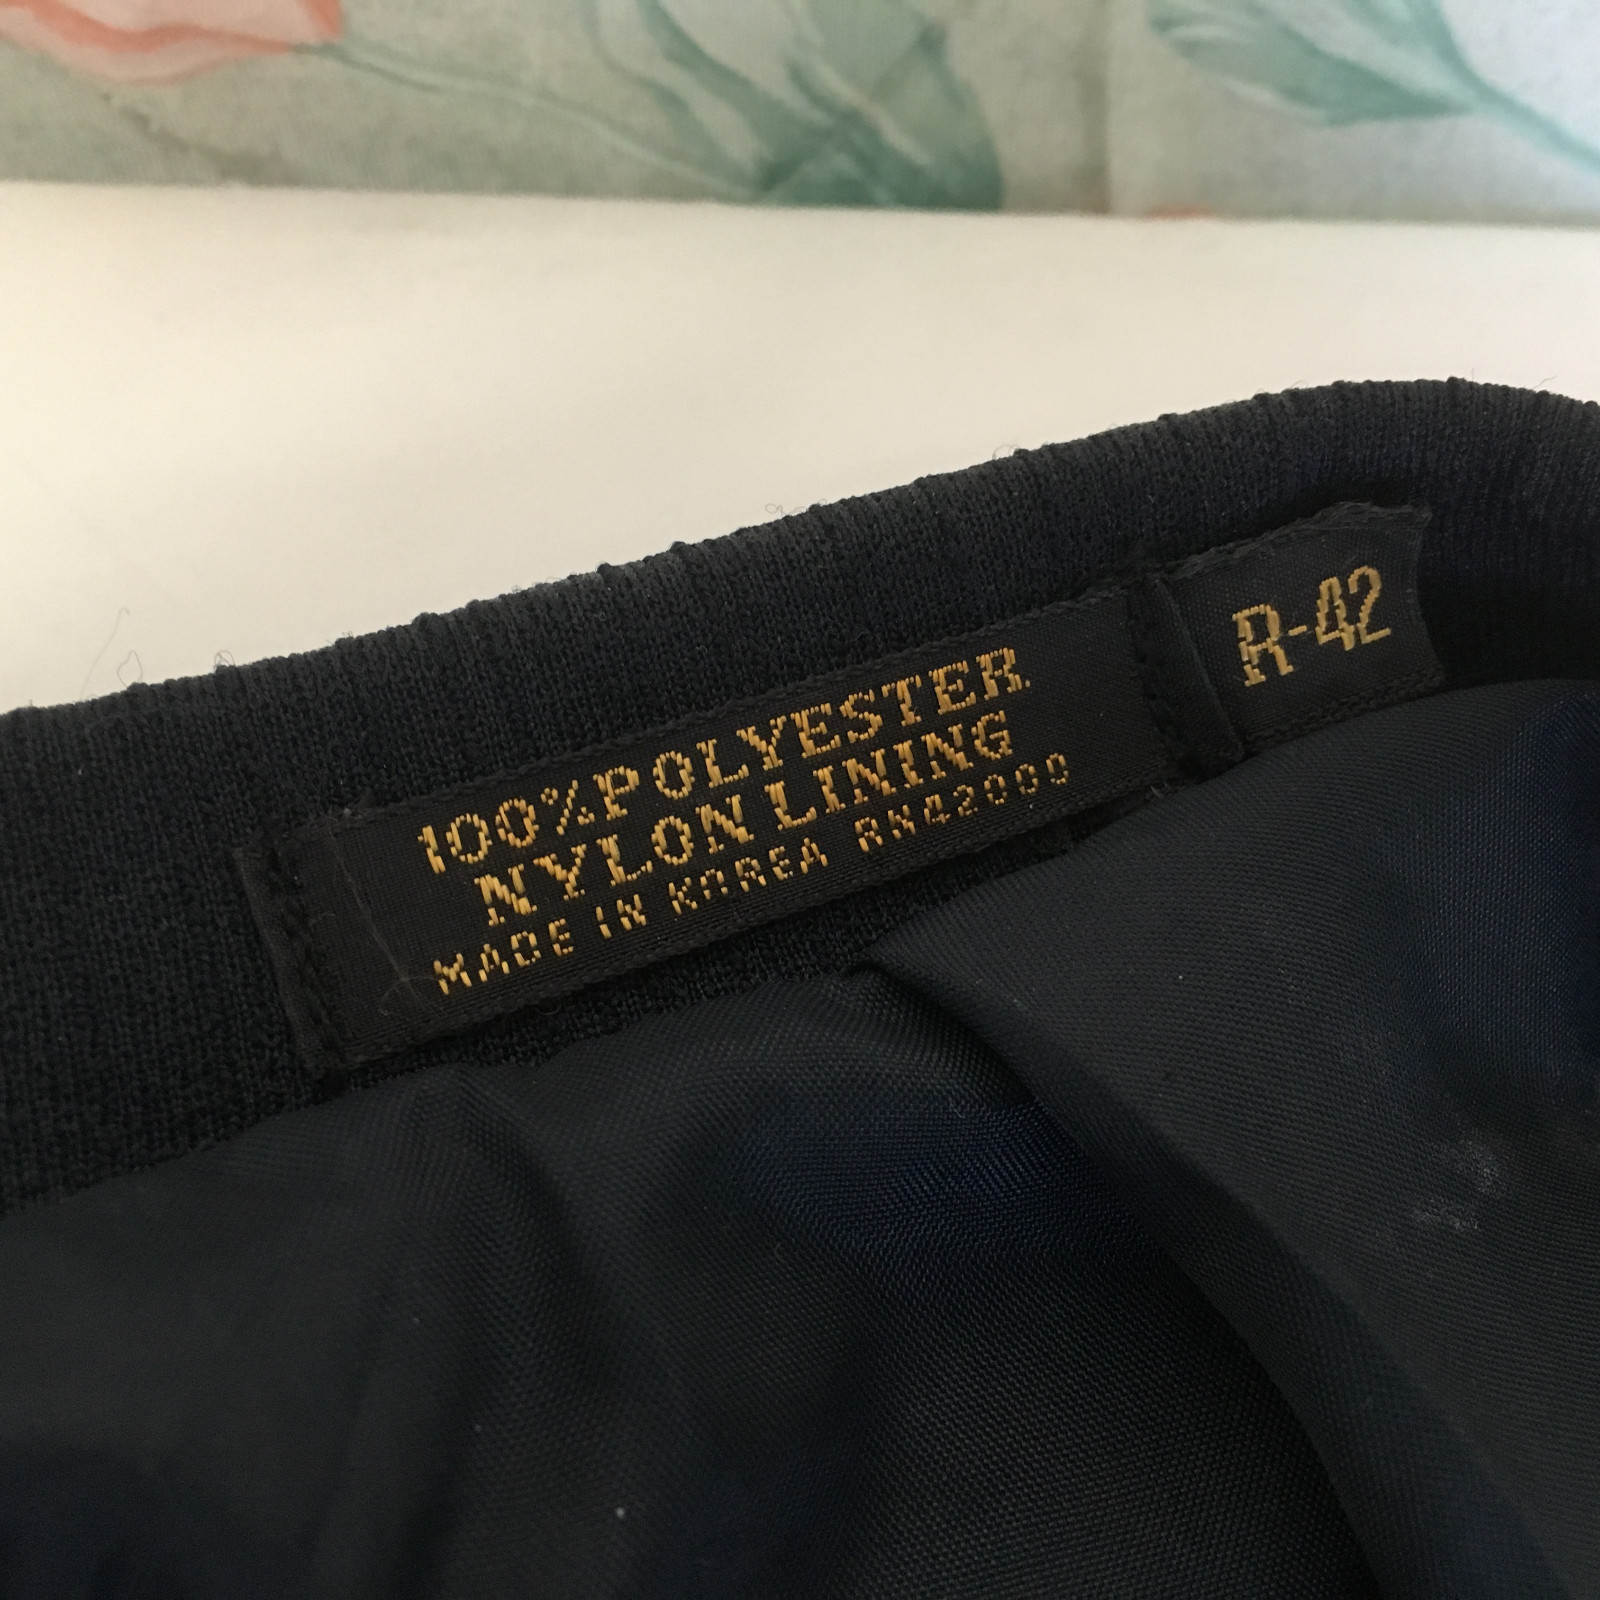 100% POLYESTER
NYLON LINING
MADE IN KOREA RN42000
R-42